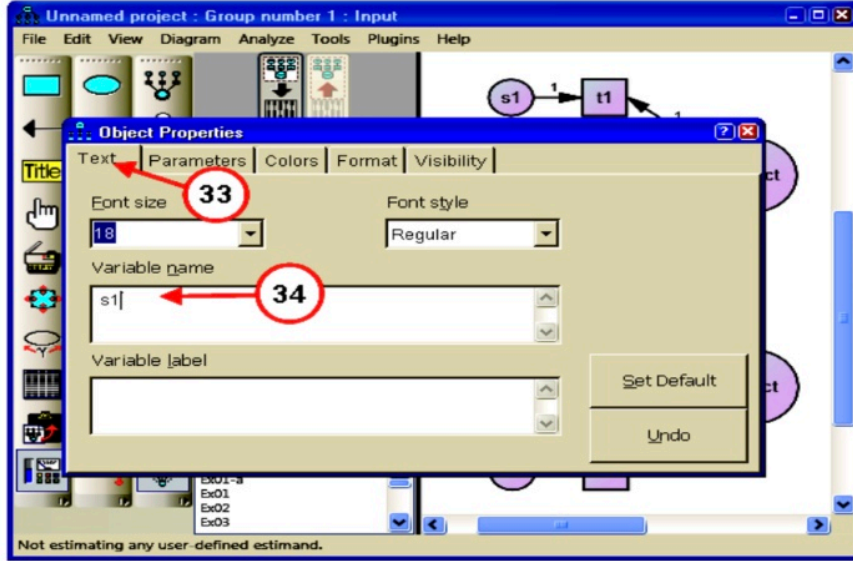 Unnamed project : Group number 1 : Input
File Edit View Diagram Analyze Tools Plugins Help
s1 1 t1
1
Object Properties
Text Parameters Colors Format Visibility
Title
33
ct
Font size Font style
18 Regular
Variable name
s1
34
Variable label
Set Default
ct
Undo
Ex01-a
Ex01
Ex02
Ex03
Not estimating any user-defined estimand.